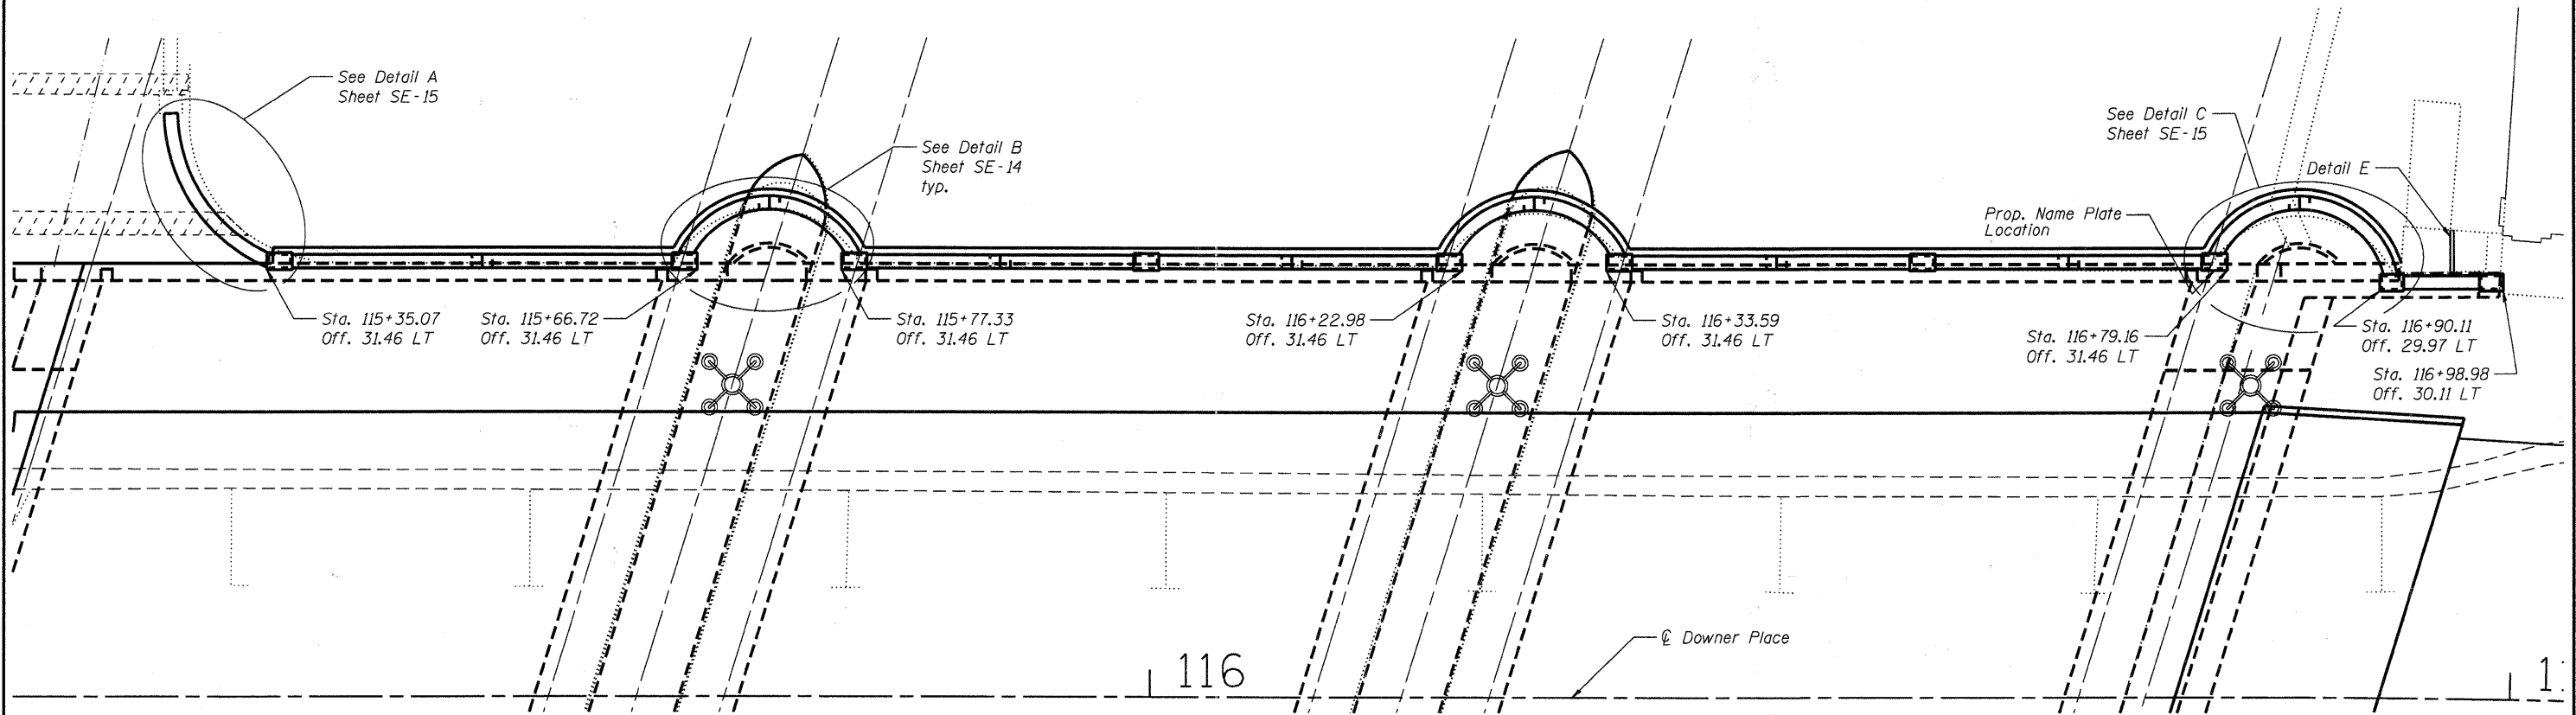 See Detail A
Sheet SE-15
See Detail B
Sheet SE-14
typ.
See Detail C
Sheet SE-15
Detail E
Prop. Name Plate
Location
Sta. 115+35.07
Off. 31.46 LT
Sta. 115+66.72
Off. 31.46 LT
Sta. 115+77.33
Off. 31.46 LT
Sta. 116+22.98
Off. 31.46 LT
Sta. 116+33.59
Off. 31.46 LT
Sta. 116+79.16
Off. 31.46 LT
Sta. 116+90.11
Off. 29.97 LT
Sta. 116+98.98
Off. 30.11 LT
℄ Downer Place
116